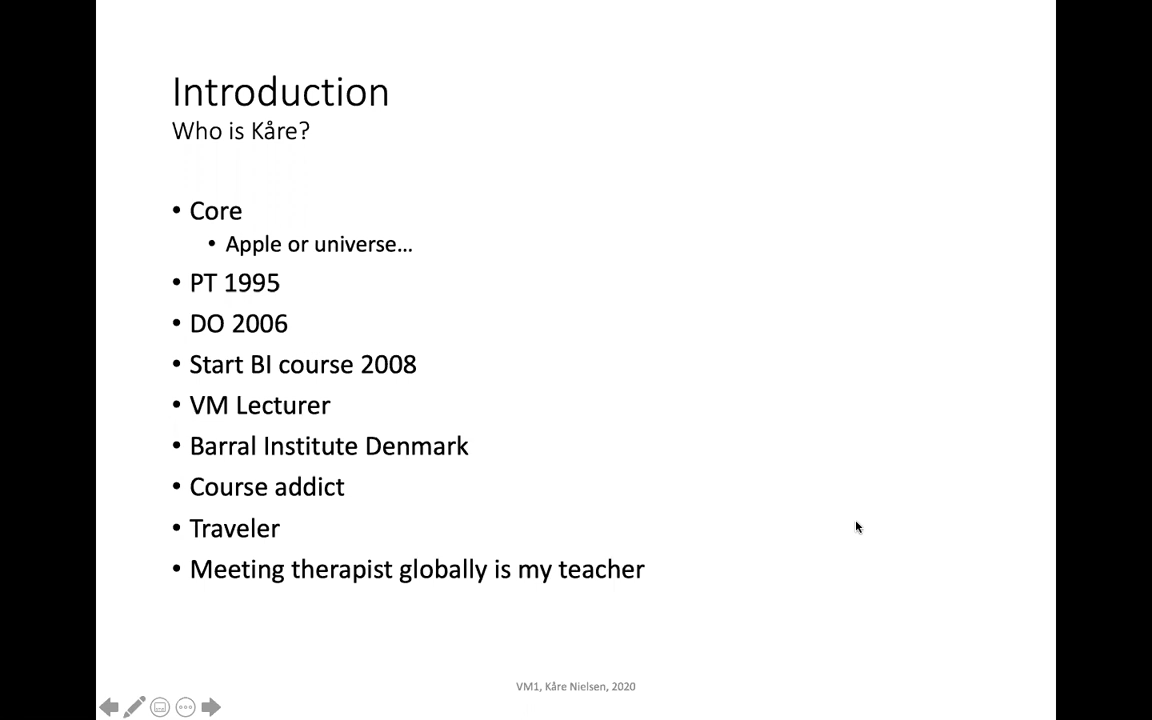 Introduction
Who is Kåre?
• Core
• Apple or universe...
• PT 1995
• DO 2006
• Start BI course 2008
• VM Lecturer
• Barral Institute Denmark
• Course addict
• Traveler
• Meeting therapist globally is my teacher
VM1, Kåre Nielsen, 2020